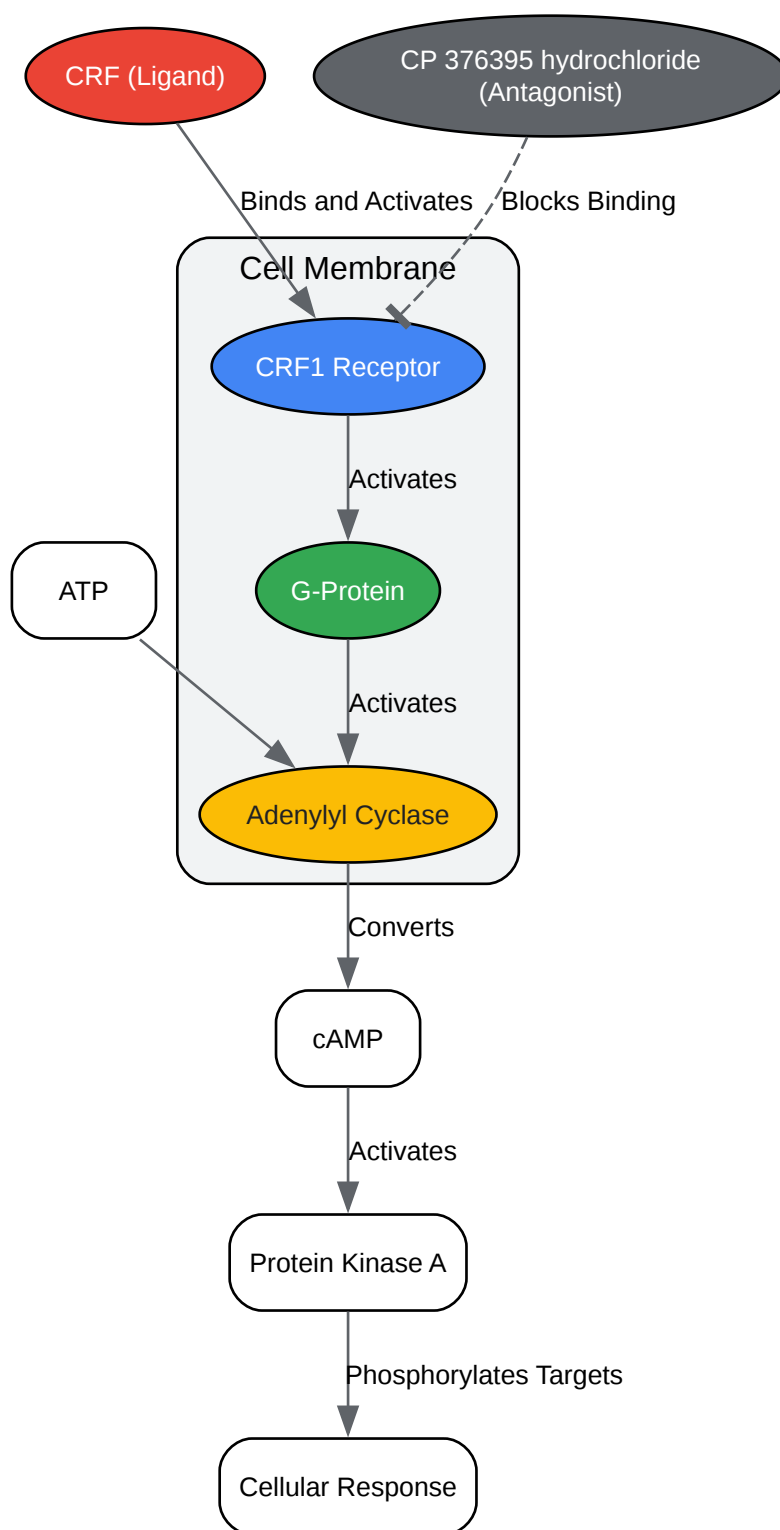 CRF (Ligand)
CP 376395 hydrochloride
(Antagonist)
Binds and Activates
Blocks Binding
Cell Membrane
CRF1 Receptor
Activates
ATP
G-Protein
Activates
Adenylyl Cyclase
Converts
cAMP
Activates
Protein Kinase A
Phosphorylates Targets
Cellular Response